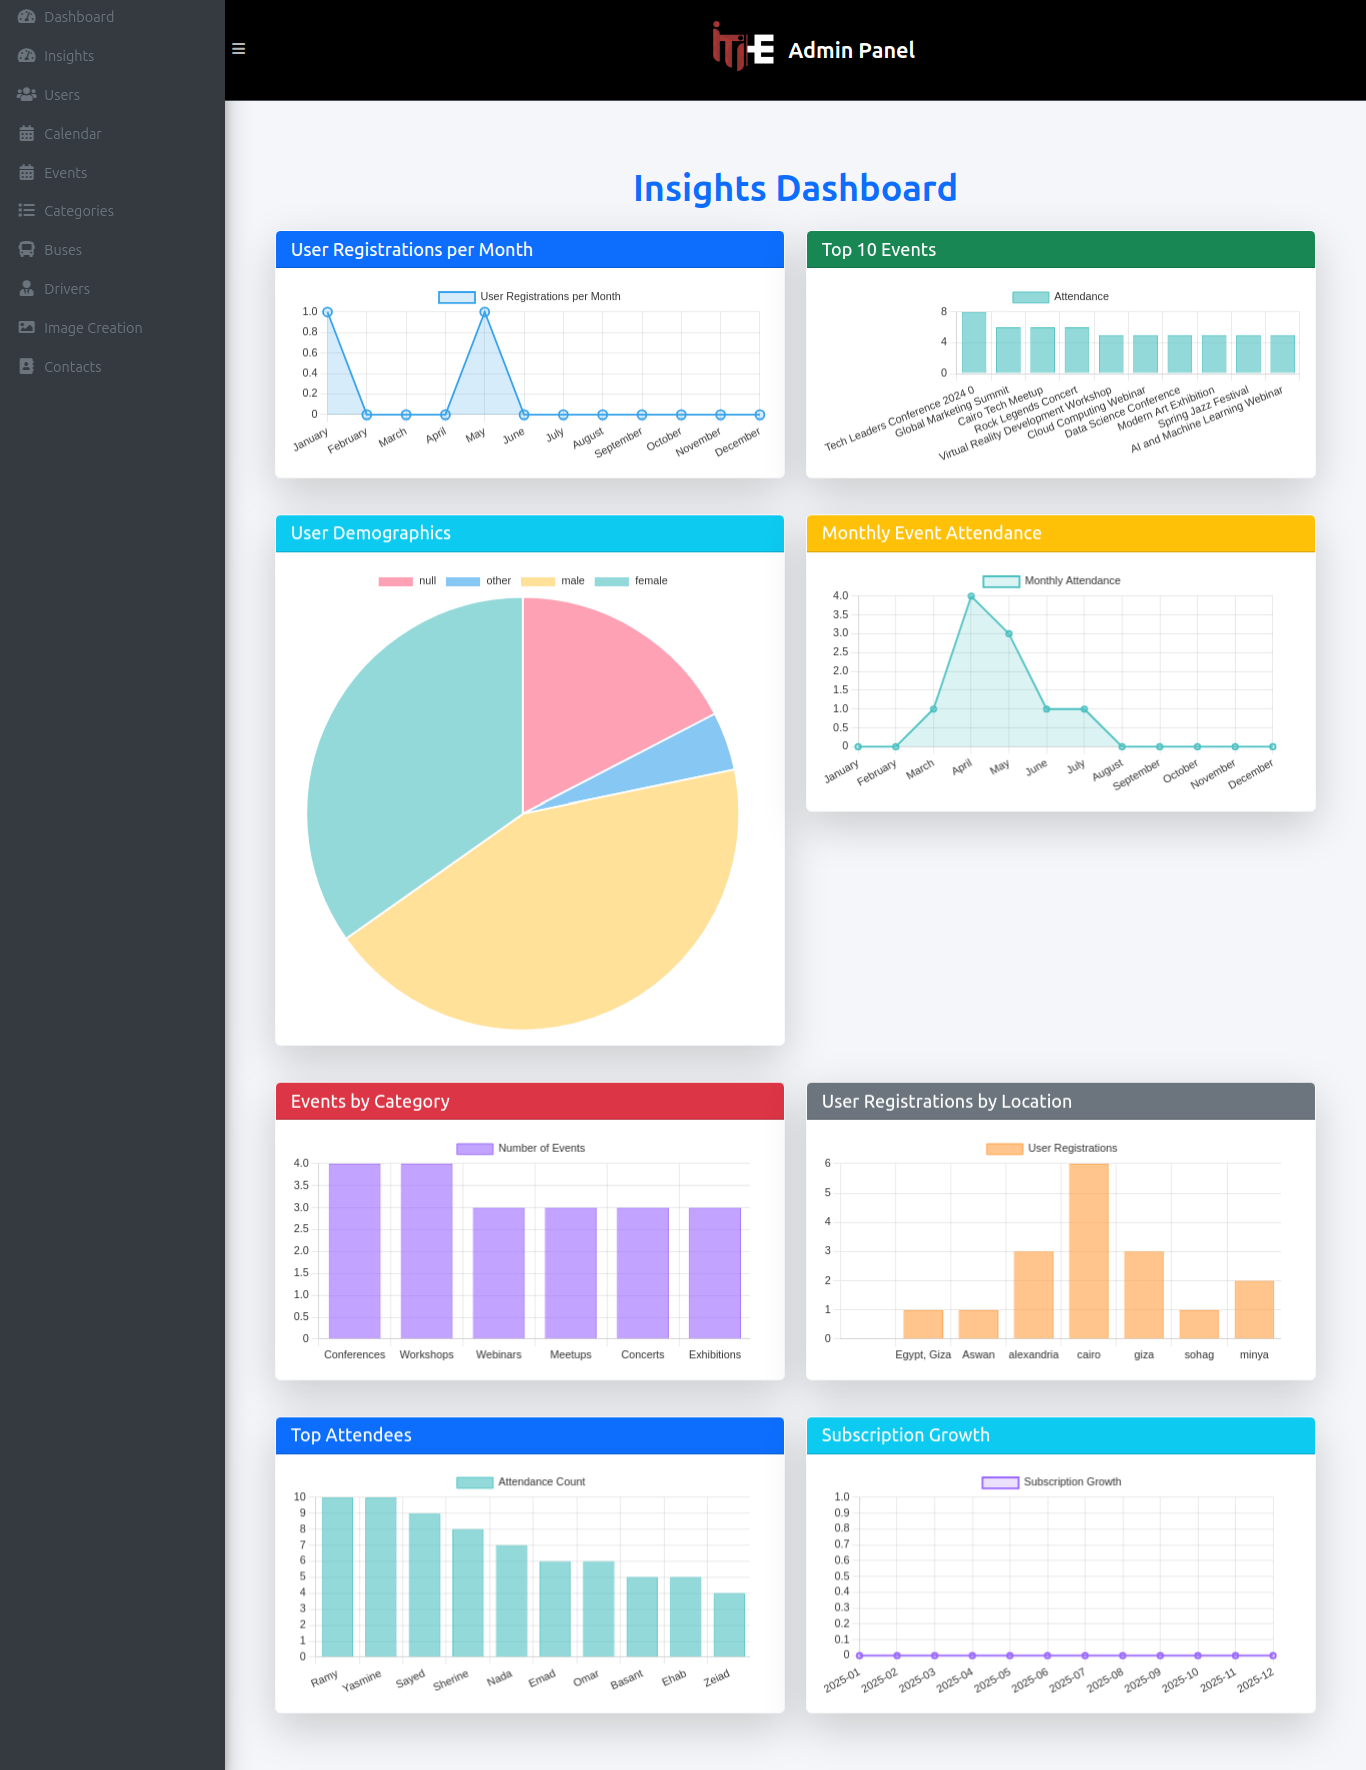 Dashboard
Insights
Users
Calendar
Events
Categories
Buses
Drivers
Image Creation
Contacts
Admin Panel
Insights Dashboard
User Registrations per Month
User Registrations per Month
1.0
0.8
0.6
0.4
0.2
0
January February March April May June July August September October November December
Top 10 Events
Attendance
8
4
0
Tech Leaders Conference 2024 0
Global Marketing Summit
Cairo Tech Meetup
Rock Legends Concert
Virtual Reality Development Workshop
Cloud Computing Webinar
Data Science Conference
Modern Art Exhibition
Spring Jazz Festival
AI and Machine Learning Webinar
User Demographics
null other male female
Monthly Event Attendance
Monthly Attendance
4.0
3.5
3.0
2.5
2.0
1.5
1.0
0.5
0
January February March April May June July August September October November December
Events by Category
Number of Events
4.0
3.5
3.0
2.5
2.0
1.5
1.0
0.5
0
Conferences Workshops Webinars Meetups Concerts Exhibitions
User Registrations by Location
User Registrations
6
5
4
3
2
1
0
Egypt, Giza Aswan alexandria cairo giza sohag minya
Top Attendees
Attendance Count
10
9
8
7
6
5
4
3
2
1
0
Ramy Yasmine Sayed Sherine Nada Emad Omar Basant Ehab Zeiad
Subscription Growth
Subscription Growth
1.0
0.9
0.8
0.7
0.6
0.5
0.4
0.3
0.2
0.1
0
2025-01 2025-02 2025-03 2025-04 2025-05 2025-06 2025-07 2025-08 2025-09 2025-10 2025-11 2025-12